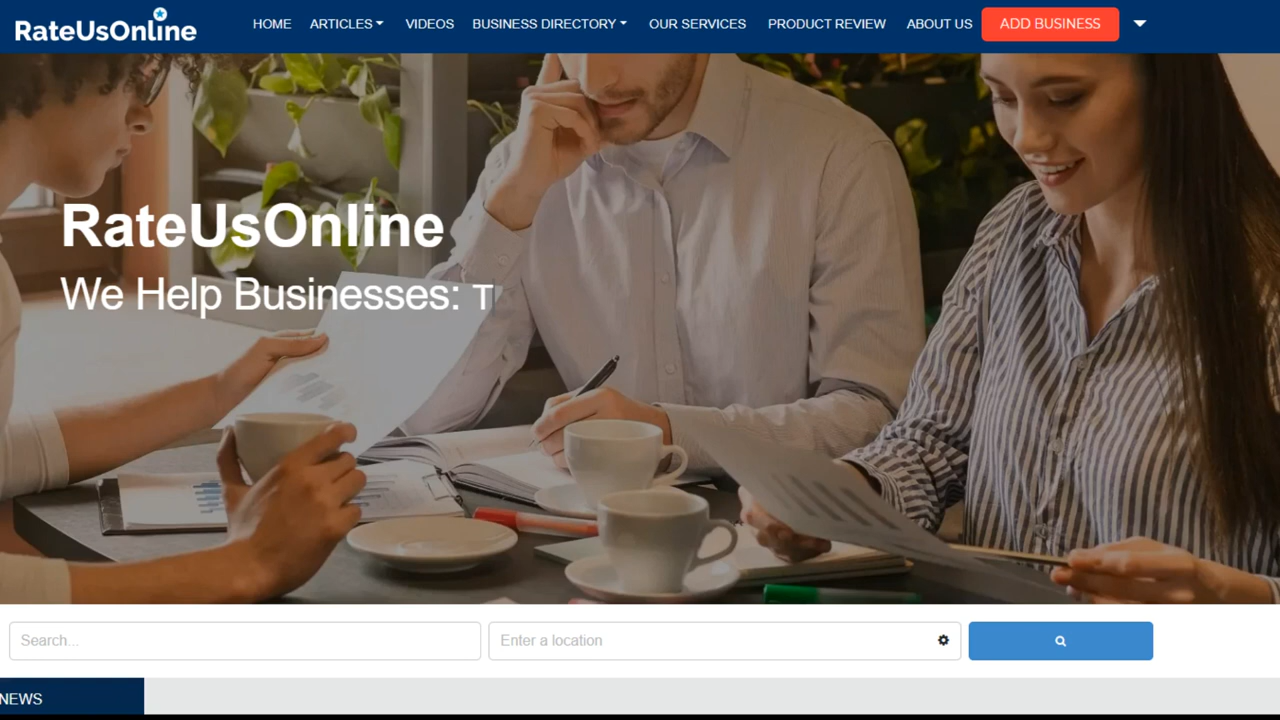 RateUsOnline
HOME ARTICLES VIDEOS BUSINESS DIRECTORY OUR SERVICES PRODUCT REVIEW ABOUT US ADD BUSINESS
RateUsOnline
We Help Businesses: T
Search...
Enter a location
NEWS